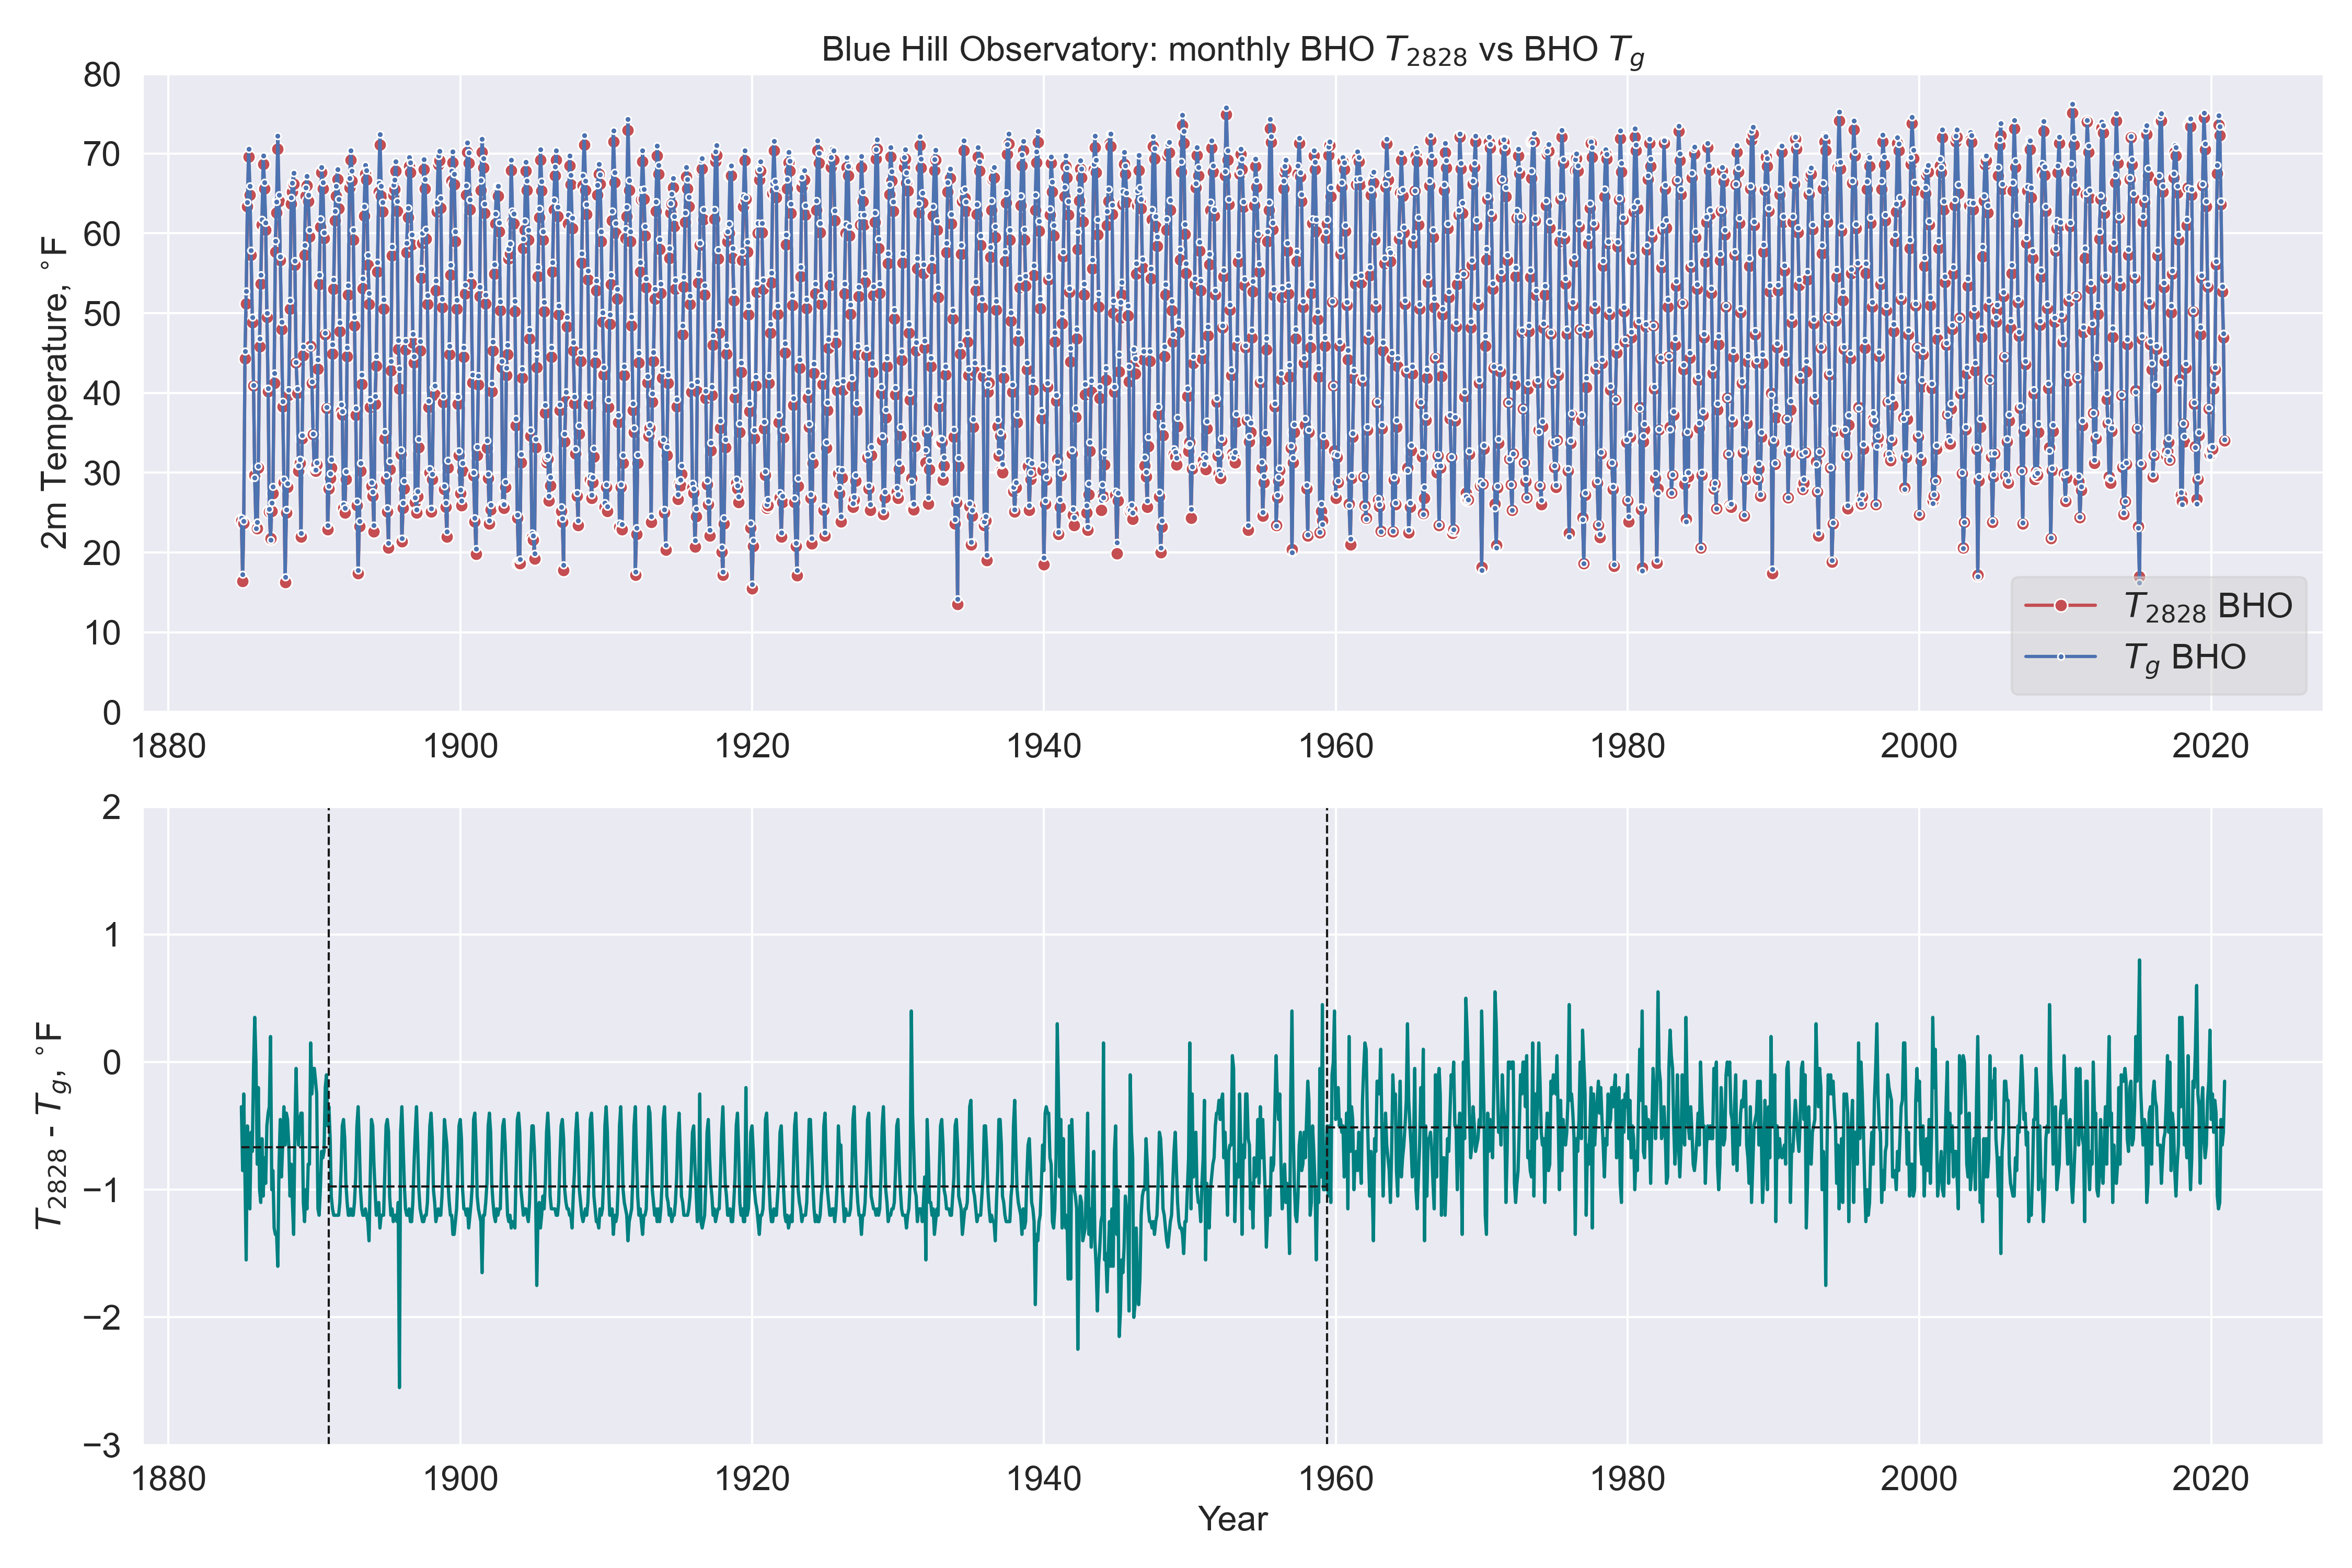 Blue Hill Observatory: monthly BHO T2828 vs BHO Tg
80
70
60
50
40
30
20
10
0
2m Temperature, °F
T2828 BHO
Tg BHO
1880 1900 1920 1940 1960 1980 2000 2020
2
1
0
−1
−2
−3
T2828 - Tg, °F
1880 1900 1920 1940 1960 1980 2000 2020
Year